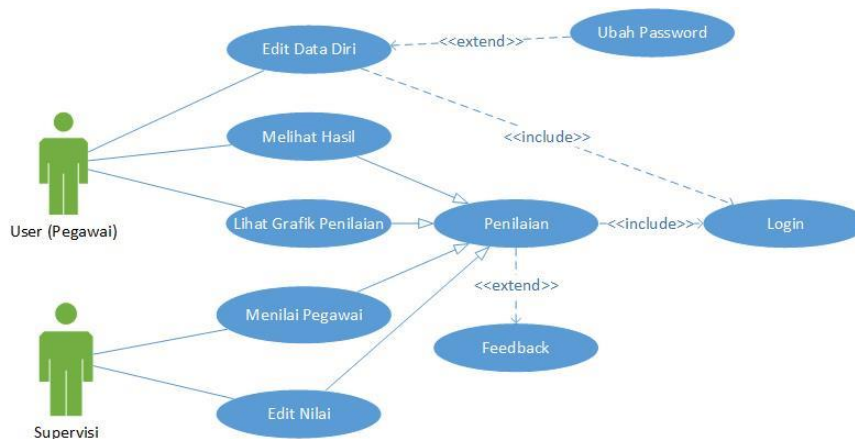 Edit Data Diri
<<extend>>
Ubah Password
Melihat Hasil
<<include>>
User (Pegawai)
Lihat Grafik Penilaian
Penilaian
<<include>>
Login
<<extend>>
Menilai Pegawai
Feedback
Edit Nilai
Supervisi